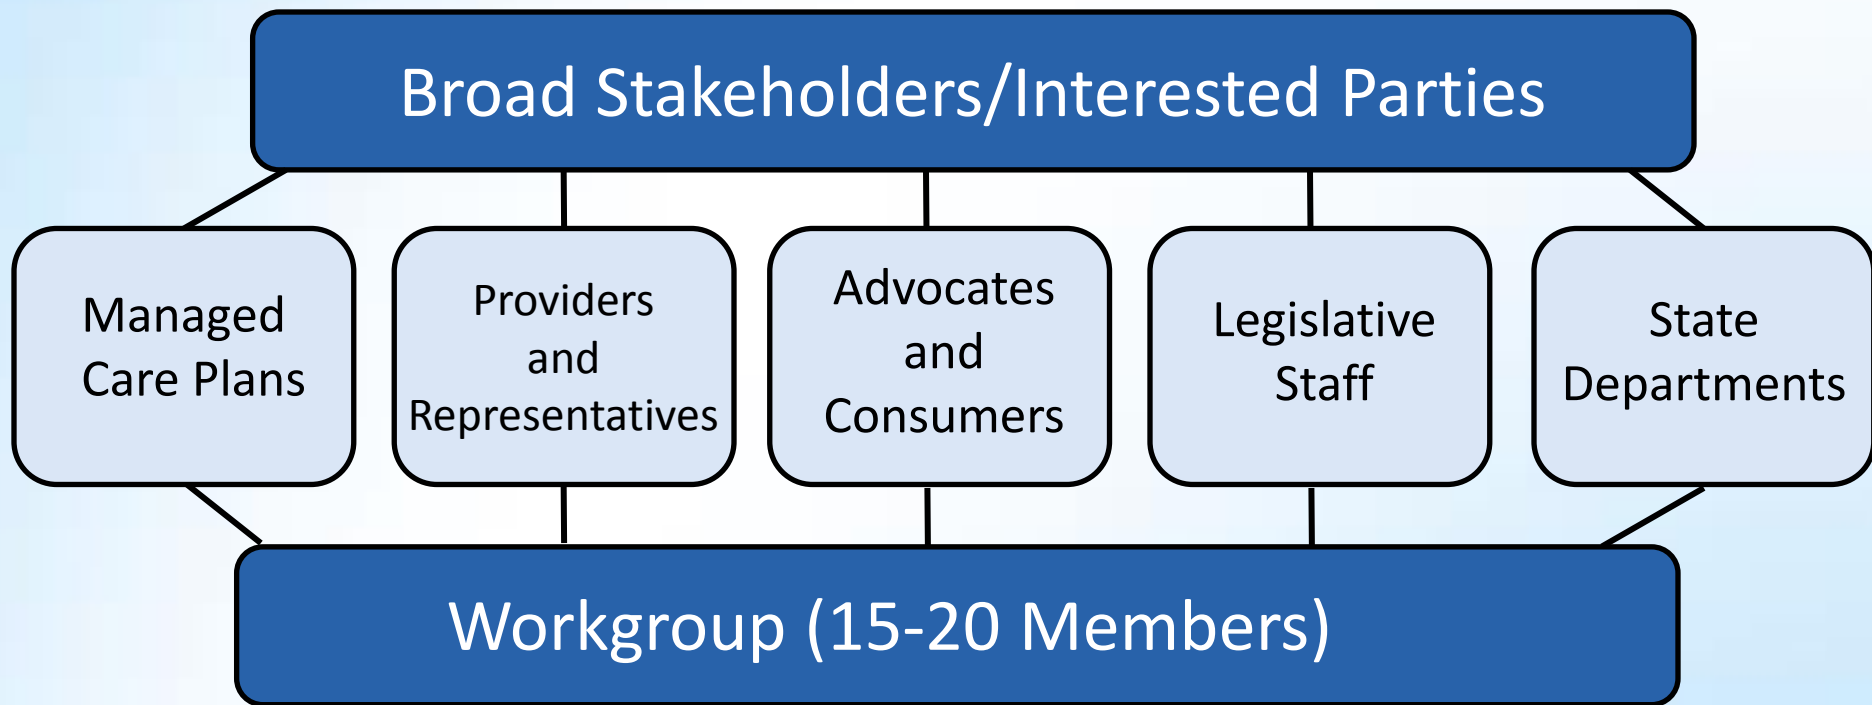 Broad Stakeholders/Interested Parties
Managed
Care Plans
Providers
and
Representatives
Advocates
and
Consumers
Legislative
Staff
State
Departments
Workgroup (15-20 Members)